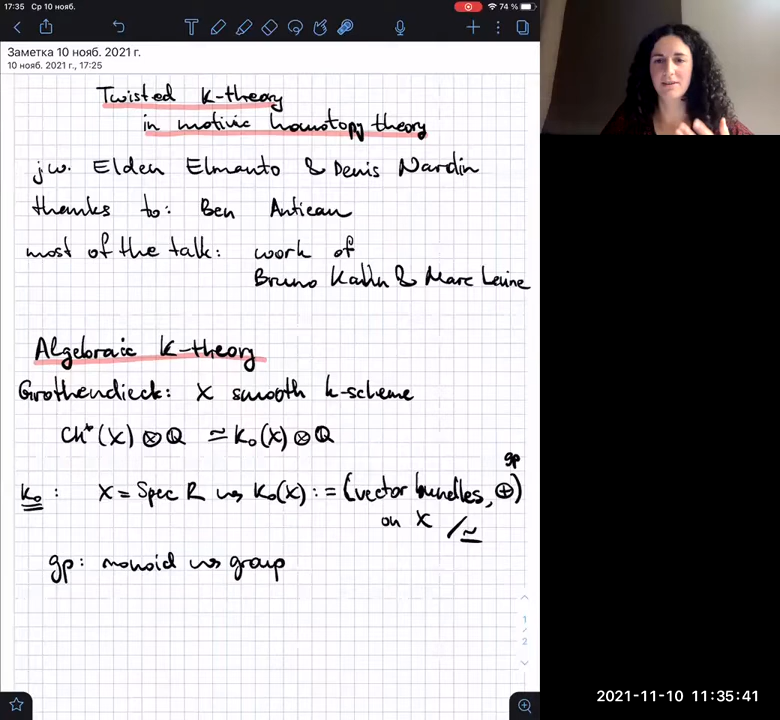 17:35 Ср 10 нояб.
74 %
Заметка 10 нояб. 2021 г.
10 нояб. 2021 г., 17:25
Twisted K-theory
in motivic homotopy theory
jw. Elden Elmanto & Denis Nardin
thanks to: Ben Antieau
most of the talk: work of
Bruno Kahn & Marc Levine
Algebraic K-theory
Grothendieck: X smooth k-scheme
CH*(X) ⊗ Q ≃ K₀(X) ⊗ Q
K₀ : X = Spec R ⇝ K₀(X) := (vector bundles, ⊕)^gp
on X /≃
gp: monoid ⇝ group
1
2
2021-11-10 11:35:41